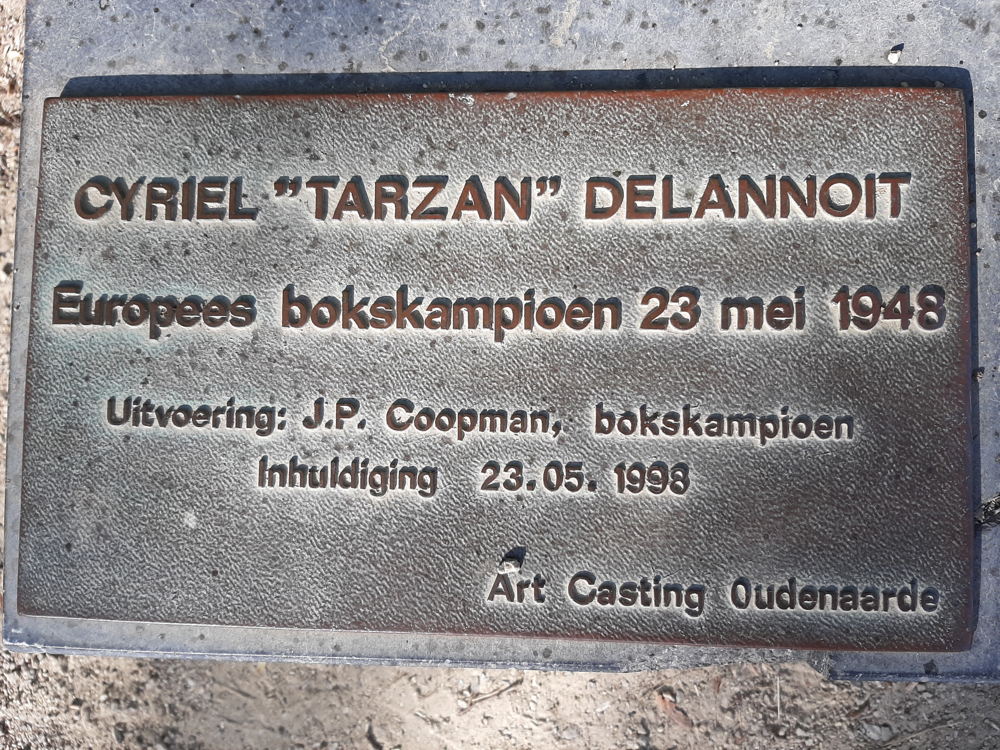 CYRIEL ”TARZAN” DELANNOIT
Europees bokskampioen 23 mei 1948
Uitvoering: J.P. Coopman, bokskampioen
Inhuldiging 23.05.1998
Art Casting Oudenaarde